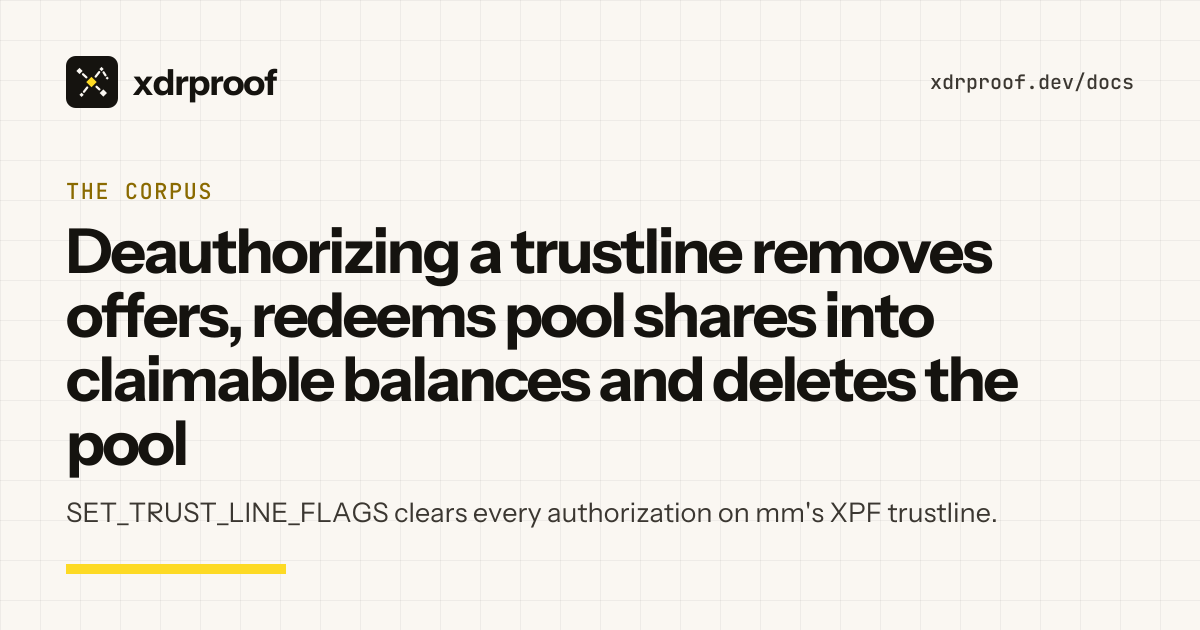 xdrproof
xdrproof.dev/docs
THE CORPUS
Deauthorizing a trustline removes
offers, redeems pool shares into
claimable balances and deletes the
pool
SET_TRUST_LINE_FLAGS clears every authorization on mm's XPF trustline.